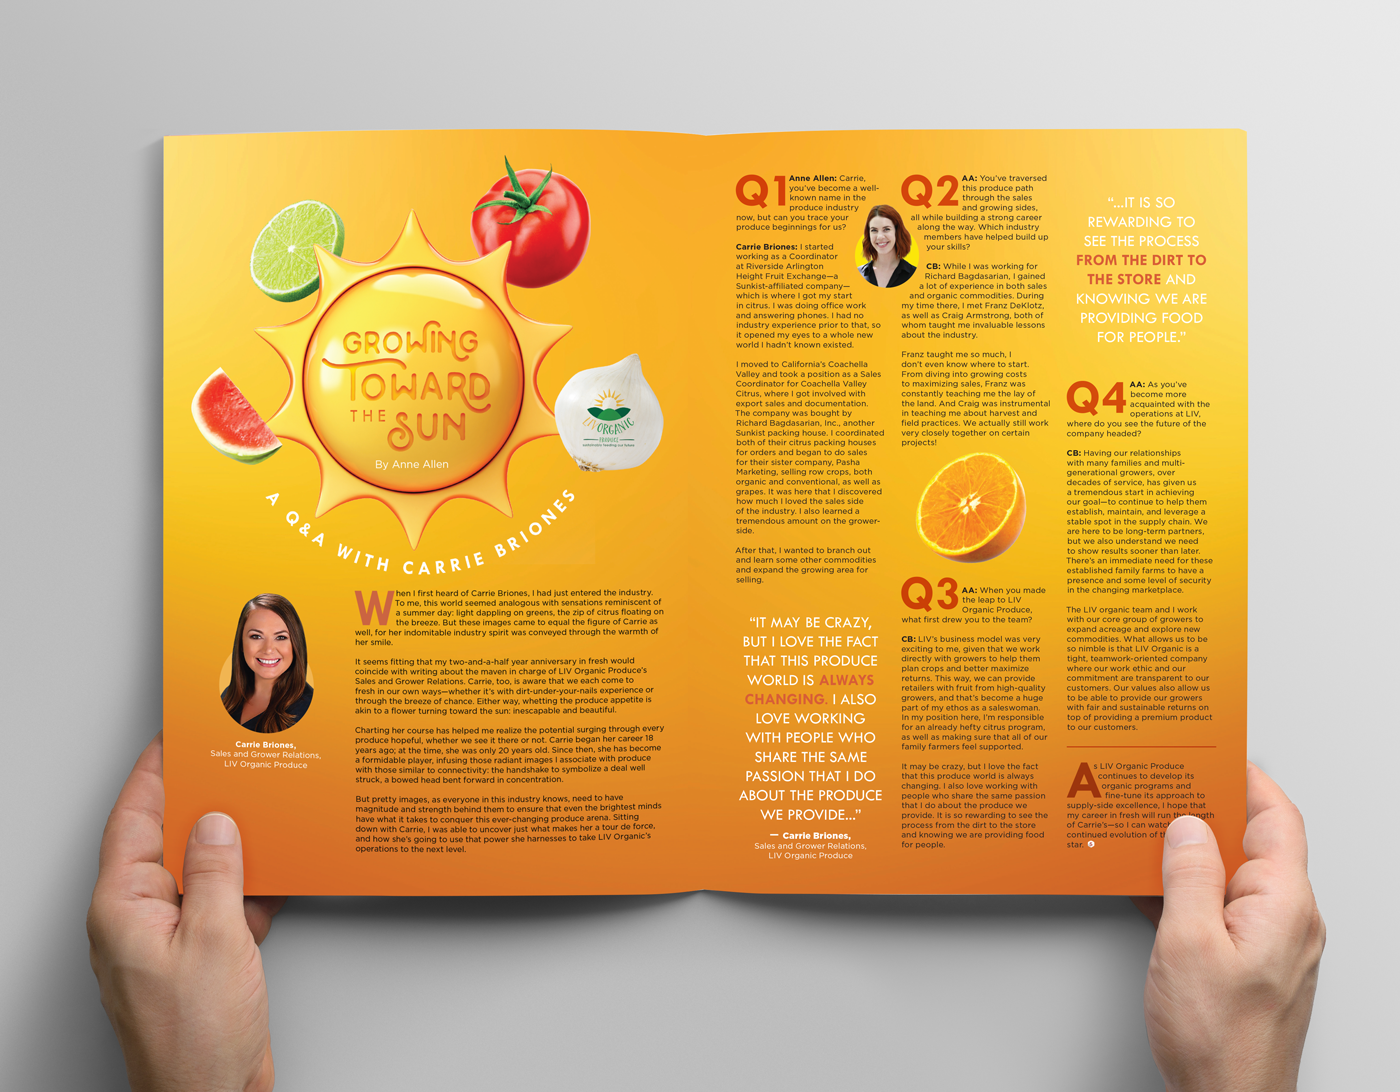 GROWING
TOWARD
THE
SUN
By Anne Allen
LIV ORGANIC
PRODUCE
A Q&A WITH CARRIE BRIONES
Carrie Briones,
Sales and Grower Relations,
LIV Organic Produce
When I first heard of Carrie Briones, I had just entered the industry.
To me, this world seemed analogous with sensations reminiscent of
a summer day: light dappling on greens, the zip of citrus floating on
the breeze. But these images came to equal the figure of Carrie as
well, for her indomitable industry spirit was conveyed through the warmth of
her smile.
It seems fitting that my two-and-a-half year anniversary in fresh would
coincide with writing about the maven in charge of LIV Organic Produce's
Sales and Grower Relations. Carrie, too, is aware that we each come to
fresh in our own ways—whether it's with dirt-under-your-nails experience or
through the breeze of chance. Either way, whetting the produce appetite is
akin to a flower turning toward the sun: inescapable and beautiful.
Charting her course has helped me realize the potential surging through every
produce hopeful, whether we see it there or not. Carrie began her career 18
years ago; at the time, she was only 20 years old. Since then, she has become
a formidable player, infusing those radiant images I associate with produce
with those similar to connectivity: the handshake to symbolize a deal well
struck, a bowed head bent forward in concentration.
But pretty images, as everyone in this industry knows, need to have
magnitude and strength behind them to ensure that even the brightest minds
have what it takes to conquer this ever-changing produce arena. Sitting
down with Carrie, I was able to uncover just what makes her a tour de force,
and how she's going to use that power she harnesses to take LIV Organic's
operations to the next level.
Q1 Anne Allen: Carrie,
you've become a well-
known name in the
produce industry
now, but can you trace your
produce beginnings for us?
Carrie Briones: I started
working as a Coordinator
at Riverside Arlington
Height Fruit Exchange—a
Sunkist-affiliated company—
which is where I got my start
in citrus. I was doing office work
and answering phones. I had no
industry experience prior to that, so
it opened my eyes to a whole new
world I hadn't known existed.
I moved to California's Coachella
Valley and took a position as a Sales
Coordinator for Coachella Valley
Citrus, where I got involved with
export sales and documentation.
The company was bought by
Richard Bagdasarian, Inc., another
Sunkist packing house. I coordinated
both of their citrus packing houses
for orders and began to do sales
for their sister company, Pasha
Marketing, selling row crops, both
organic and conventional, as well as
grapes. It was here that I discovered
how much I loved the sales side
of the industry. I also learned a
tremendous amount on the grower-
side.
After that, I wanted to branch out
and learn some other commodities
and expand the growing area for
selling.
"IT MAY BE CRAZY,
BUT I LOVE THE FACT
THAT THIS PRODUCE
WORLD IS ALWAYS
CHANGING. I ALSO
LOVE WORKING
WITH PEOPLE WHO
SHARE THE SAME
PASSION THAT I DO
ABOUT THE PRODUCE
WE PROVIDE..."
— Carrie Briones,
Sales and Grower Relations,
LIV Organic Produce
Q2 AA: You've traversed
this produce path
through the sales
and growing sides,
all while building a strong career
along the way. Which industry
members have helped build up
your skills?
CB: While I was working for
Richard Bagdasarian, I gained
a lot of experience in both sales
and organic commodities. During
my time there, I met Franz DeKlotz,
as well as Craig Armstrong, both of
whom taught me invaluable lessons
about the industry.
Franz taught me so much, I
don't even know where to start.
From diving into growing costs
to maximizing sales, Franz was
constantly teaching me the lay of
the land. And Craig was instrumental
in teaching me about harvest and
field practices. We actually still work
very closely together on certain
projects!
Q3 AA: When you made
the leap to LIV
Organic Produce,
what first drew you to the team?
CB: LIV's business model was very
exciting to me, given that we work
directly with growers to help them
plan crops and better maximize
returns. This way, we can provide
retailers with fruit from high-quality
growers, and that's become a huge
part of my ethos as a saleswoman.
In my position here, I'm responsible
for an already hefty citrus program,
as well as making sure that all of our
family farmers feel supported.
It may be crazy, but I love the fact
that this produce world is always
changing. I also love working with
people who share the same passion
that I do about the produce we
provide. It is so rewarding to see the
process from the dirt to the store
and knowing we are providing food
for people.
"...IT IS SO
REWARDING TO
SEE THE PROCESS
FROM THE DIRT TO
THE STORE AND
KNOWING WE ARE
PROVIDING FOOD
FOR PEOPLE."
Q4 AA: As you've
become more
acquainted with the
operations at LIV,
where do you see the future of the
company headed?
CB: Having our relationships
with many families and multi-
generational growers, over
decades of service, has given us
a tremendous start in achieving
our goal—to continue to help them
establish, maintain, and leverage a
stable spot in the supply chain. We
are here to be long-term partners,
but we also understand we need
to show results sooner than later.
There's an immediate need for these
established family farms to have a
presence and some level of security
in the changing marketplace.
The LIV organic team and I work
with our core group of growers to
expand acreage and explore new
commodities. What allows us to be
so nimble is that LIV Organic is a
tight, teamwork-oriented company
where our work ethic and our
commitment are transparent to our
customers. Our values also allow us
to be able to provide our growers
with fair and sustainable returns on
top of providing a premium product
to our customers.
As LIV Organic Produce
continues to develop its
organic programs and
fine-tune its approach to
supply-side excellence, I hope that
my career in fresh will run the length
of Carrie's—so I can watch
continued evolution of
star.